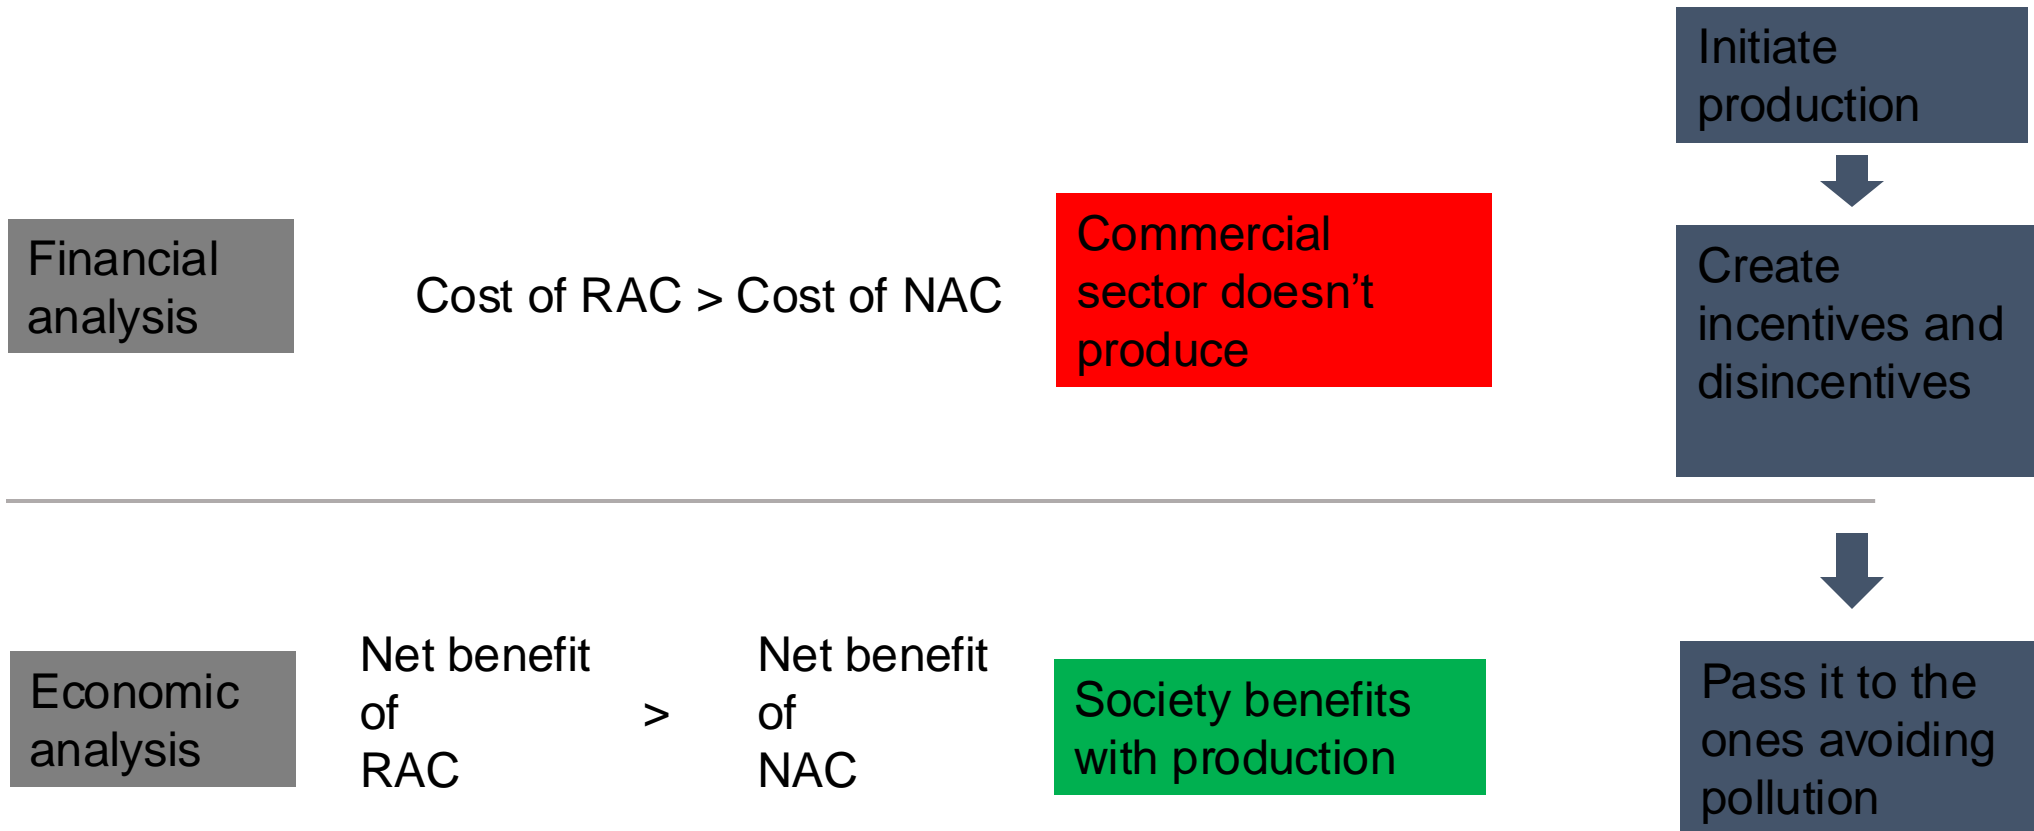 Initiate
production
Financial
analysis
Cost of RAC > Cost of NAC
Commercial
sector doesn’t
produce
Create
incentives and
disincentives
Economic
analysis
Net benefit
of
RAC
>
Net benefit
of
NAC
Society benefits
with production
Pass it to the
ones avoiding
pollution